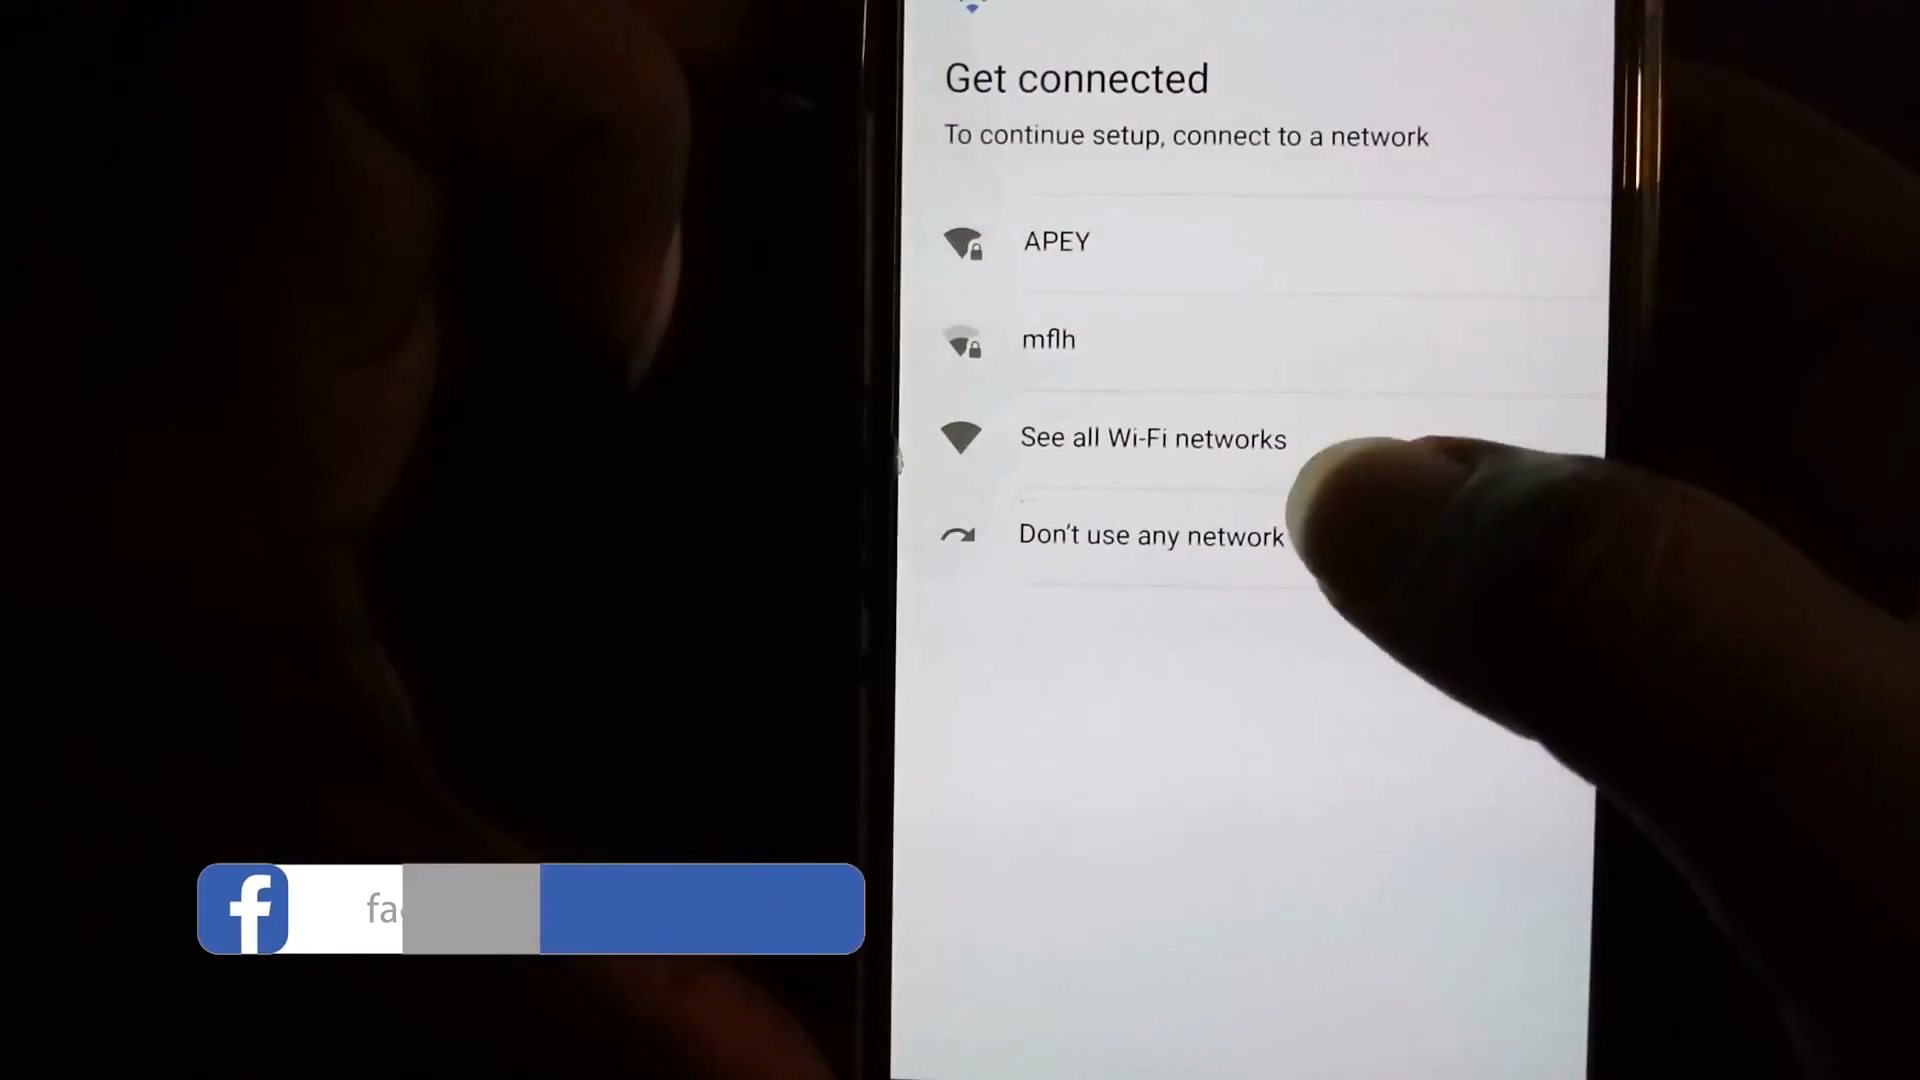 Get connected
To continue setup, connect to a network
APEY
mflh
See all Wi-Fi networks
Don't use any network
fa